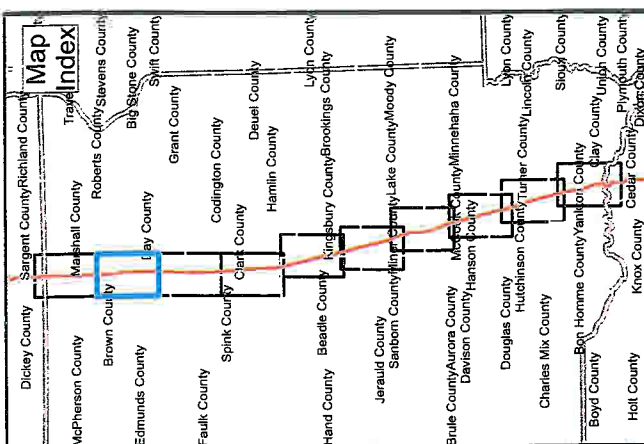 Map
Index
Dickey County
Sargent County
Richland County
McPherson County
Brown County
Marshall County
Roberts County
Stevens County
Big Stone County
Swift County
Edmunds County
Day County
Grant County
Faulk County
Spink County
Clark County
Codington County
Hamlin County
Deuel County
Hand County
Beadle County
Kingsbury County
Brookings County
Lyon County
Jerauld County
Sanborn County
Miner County
Lake County
Moody County
Brule County
Aurora County
Davison County
Hanson County
McCook County
Minnehaha County
Douglas County
Hutchinson County
Turner County
Lincoln County
Lyon County
Charles Mix County
Bon Homme County
Yankton County
Clay County
Union County
Sioux County
Plymouth County
Boyd County
Holt County
Knox County
Cedar County
Dixon County